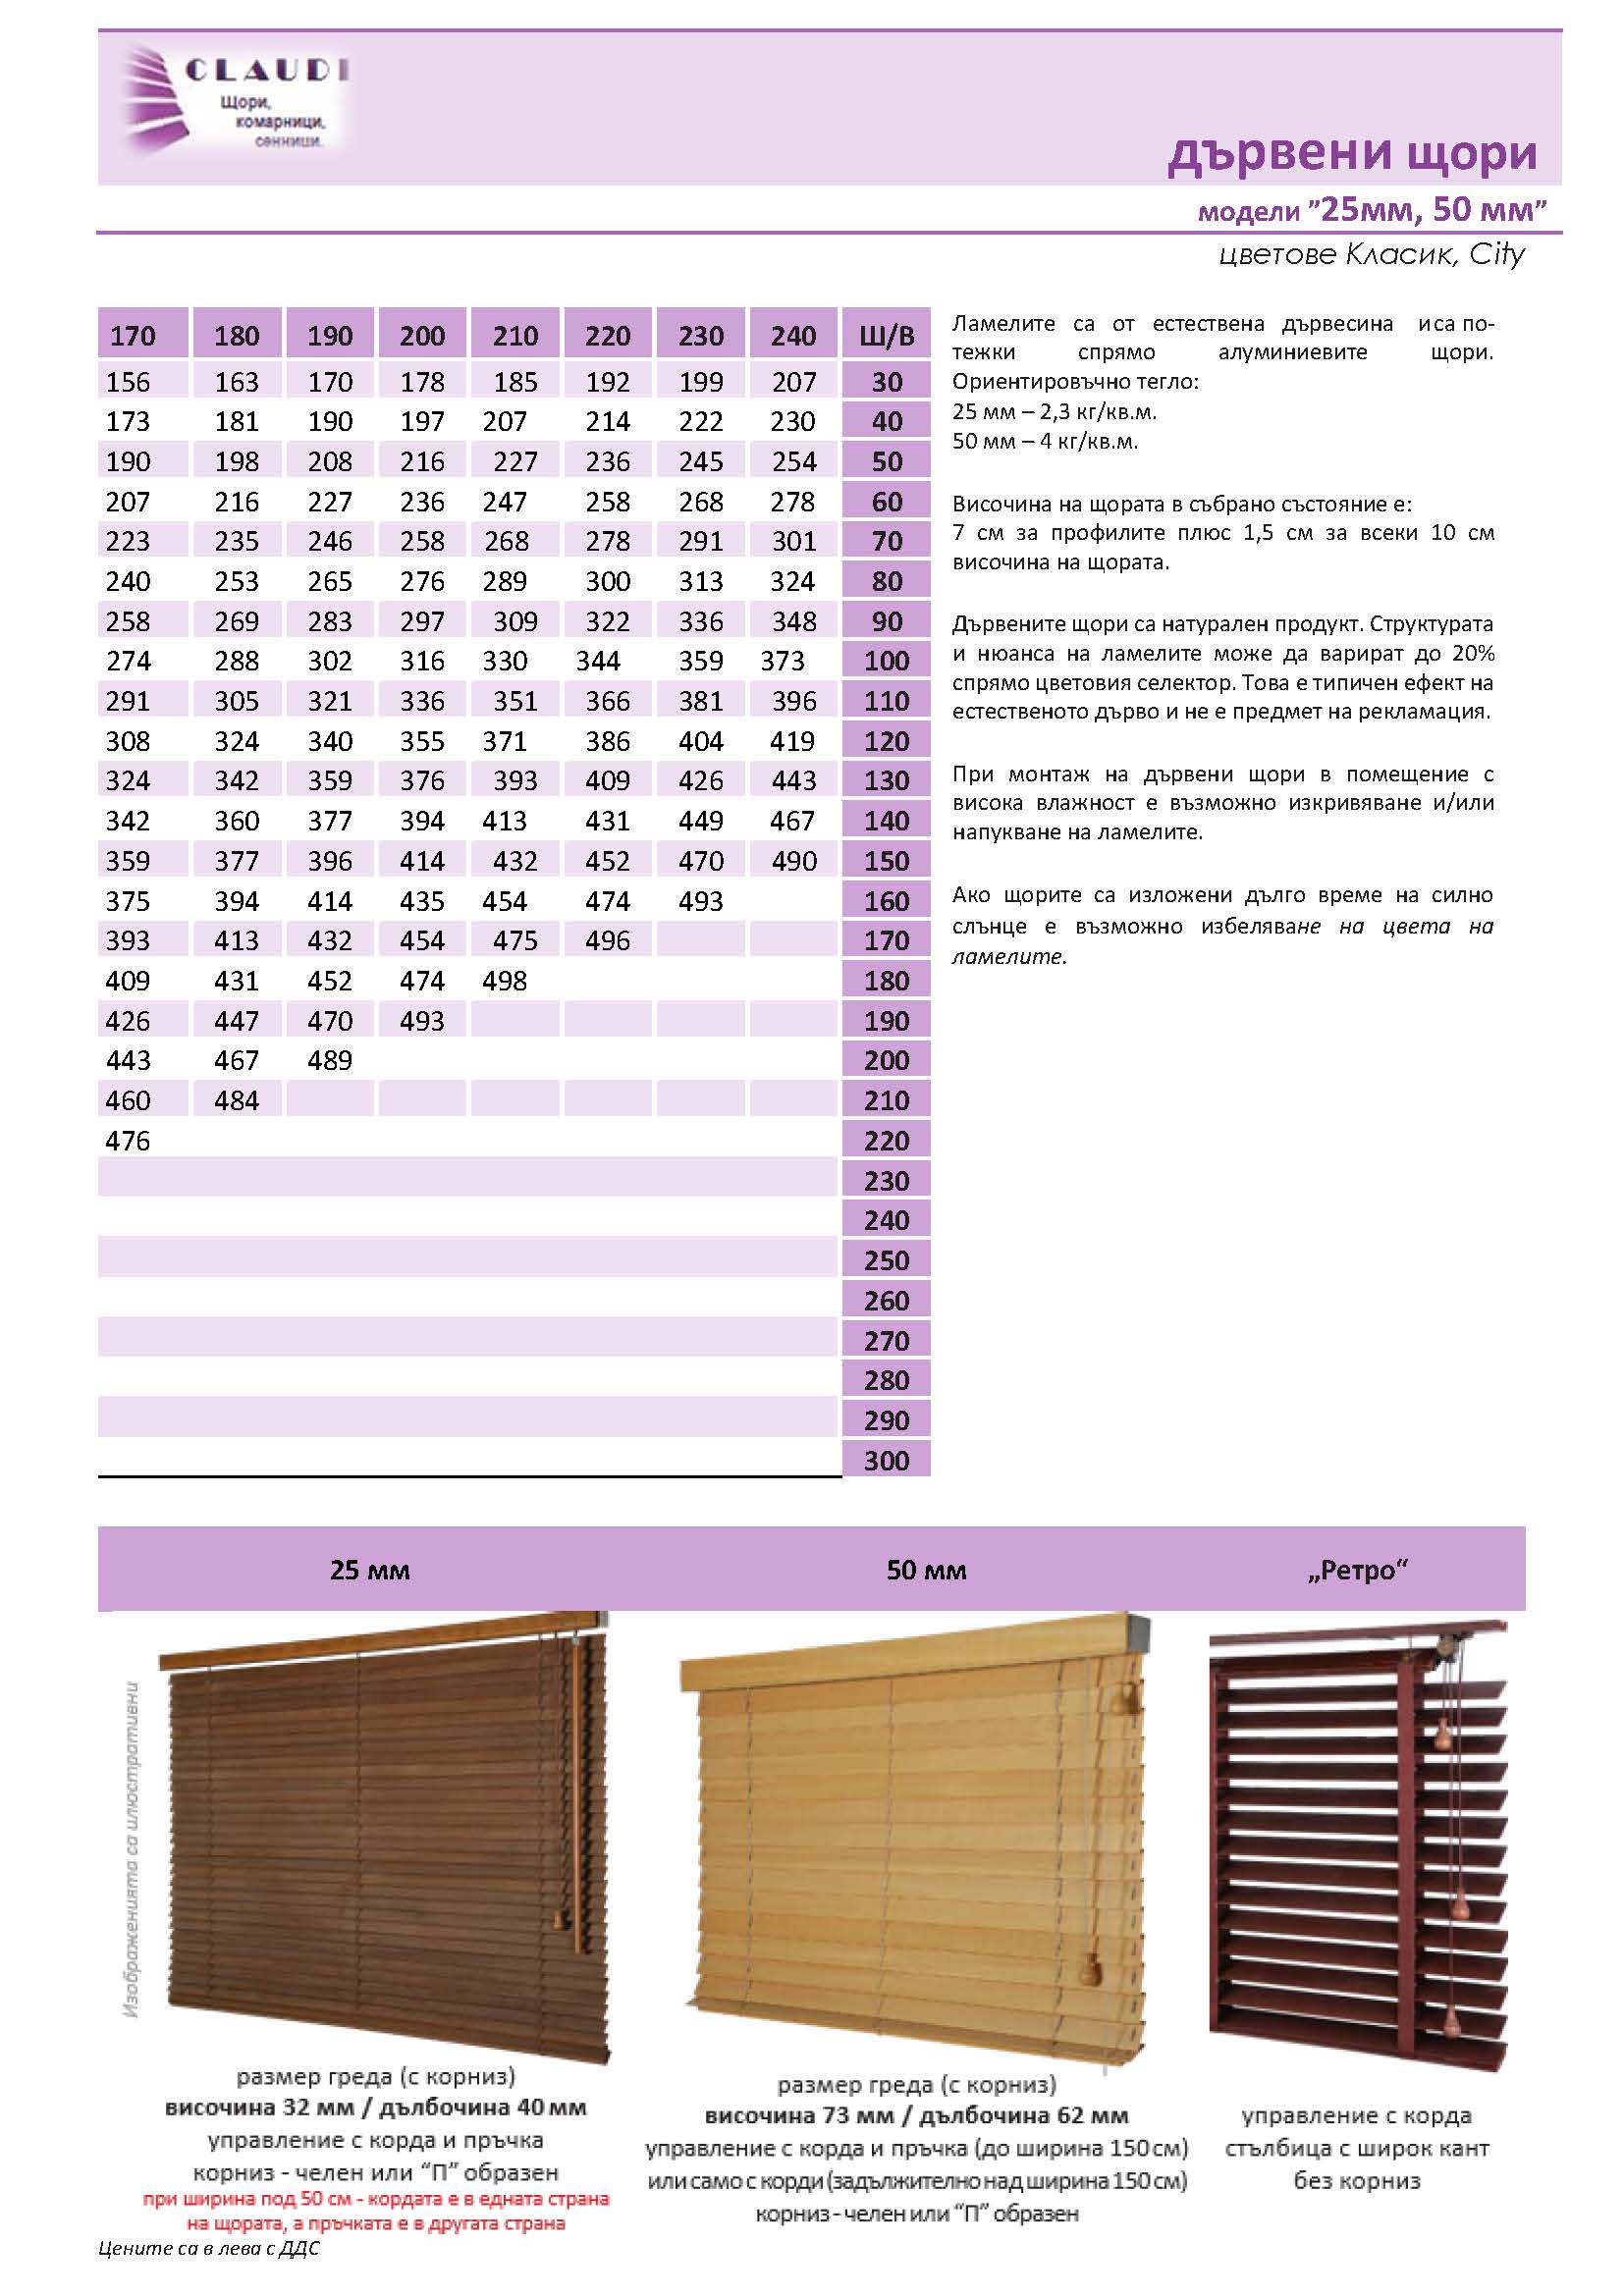 CLAUDI
Щори,
комарници,
сенници.
дървени щори
модели ”25мм, 50 мм”
цветове Класик, City
170 180 190 200 210 220 230 240 Ш/В
156 163 170 178 185 192 199 207 30
173 181 190 197 207 214 222 230 40
190 198 208 216 227 236 245 254 50
207 216 227 236 247 258 268 278 60
223 235 246 258 268 278 291 301 70
240 253 265 276 289 300 313 324 80
258 269 283 297 309 322 336 348 90
274 288 302 316 330 344 359 373 100
291 305 321 336 351 366 381 396 110
308 324 340 355 371 386 404 419 120
324 342 359 376 393 409 426 443 130
342 360 377 394 413 431 449 467 140
359 377 396 414 432 452 470 490 150
375 394 414 435 454 474 493 160
393 413 432 454 475 496 170
409 431 452 474 498 180
426 447 470 493 190
443 467 489 200
460 484 210
476 220
230
240
250
260
270
280
290
300
Ламелите са от естествена дървесина и са по-
тежки спрямо алуминиевите щори.
Ориентировъчно тегло:
25 мм – 2,3 кг/кв.м.
50 мм – 4 кг/кв.м.
Височина на щората в събрано състояние е:
7 см за профилите плюс 1,5 см за всеки 10 см
височина на щората.
Дървените щори са натурален продукт. Структурата
и нюанса на ламелите може да варират до 20%
спрямо цветовия селектор. Това е типичен ефект на
естественото дърво и не е предмет на рекламация.
При монтаж на дървени щори в помещение с
висока влажност е възможно изкривяване и/или
напукване на ламелите.
Ако щорите са изложени дълго време на силно
слънце е възможно избеляване на цвета на
ламелите.
25 мм 50 мм „Ретро“
Изображенията са илюстративни
размер греда (с корниз)
височина 32 мм / дълбочина 40 мм
управление с корда и пръчка
корниз - челен или “П” образен
при ширина под 50 см - кордата е в едната страна
на щората, а пръчката е в другата страна
размер греда (с корниз)
височина 73 мм / дълбочина 62 мм
управление с корда и пръчка (до ширина 150 см)
или само с корди (задължително над ширина 150 см)
корниз - челен или “П” образен
управление с корда
стълбица с широк кант
без корниз
Цените са в лева с ДДС